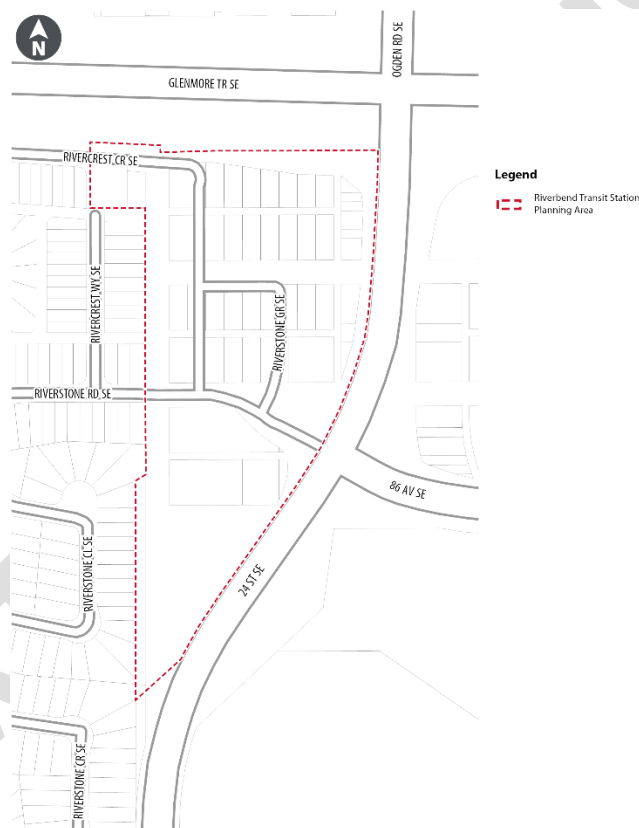 N
OGDEN RD SE
GLENMORE TR SE
RIVERCREST CR SE
Legend
Riverbend Transit Station
Planning Area
RIVERCREST WY SE
RIVERSTONE GR SE
RIVERSTONE RD SE
86 AV SE
RIVERSTONE CL SE
24 ST SE
RIVERSTONE CR SE